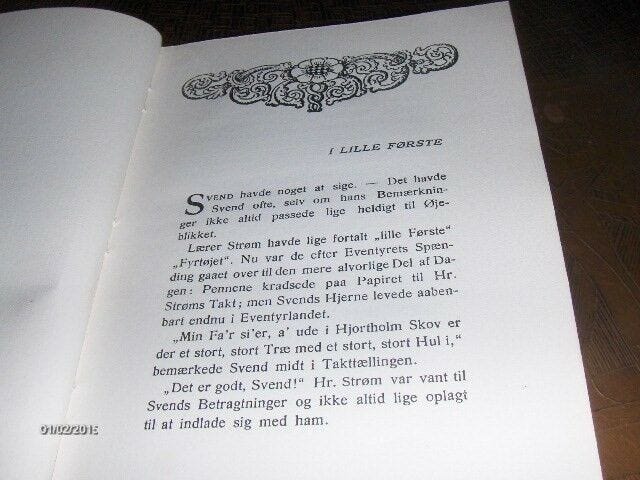 I LILLE FØRSTE
SVEND havde noget at sige. — Det havde
Svend ofte, selv om hans Bemærknin-
ger ikke altid passede lige heldigt til Øje-
blikket.
Lærer Strøm havde lige fortalt „lille Første“
„Fyrtøjet“. Nu var de efter Eventyrets Spæn-
ding gaaet over til den mere alvorlige Del af Da-
gen: Pennene kradsede paa Papiret til Hr.
Strøms Takt; men Svends Hjerne levede aaben-
bart endnu i Eventyrlandet.
„Min Fa'r si'er, a' ude i Hjortholm Skov er
der et stort, stort Træ med et stort, stort Hul i,“
bemærkede Svend midt i Takttællingen.
„Det er godt, Svend!“ Hr. Strøm var vant til
Svends Betragtninger og ikke altid lige oplagt
til at indlade sig med ham.
01/02/2015